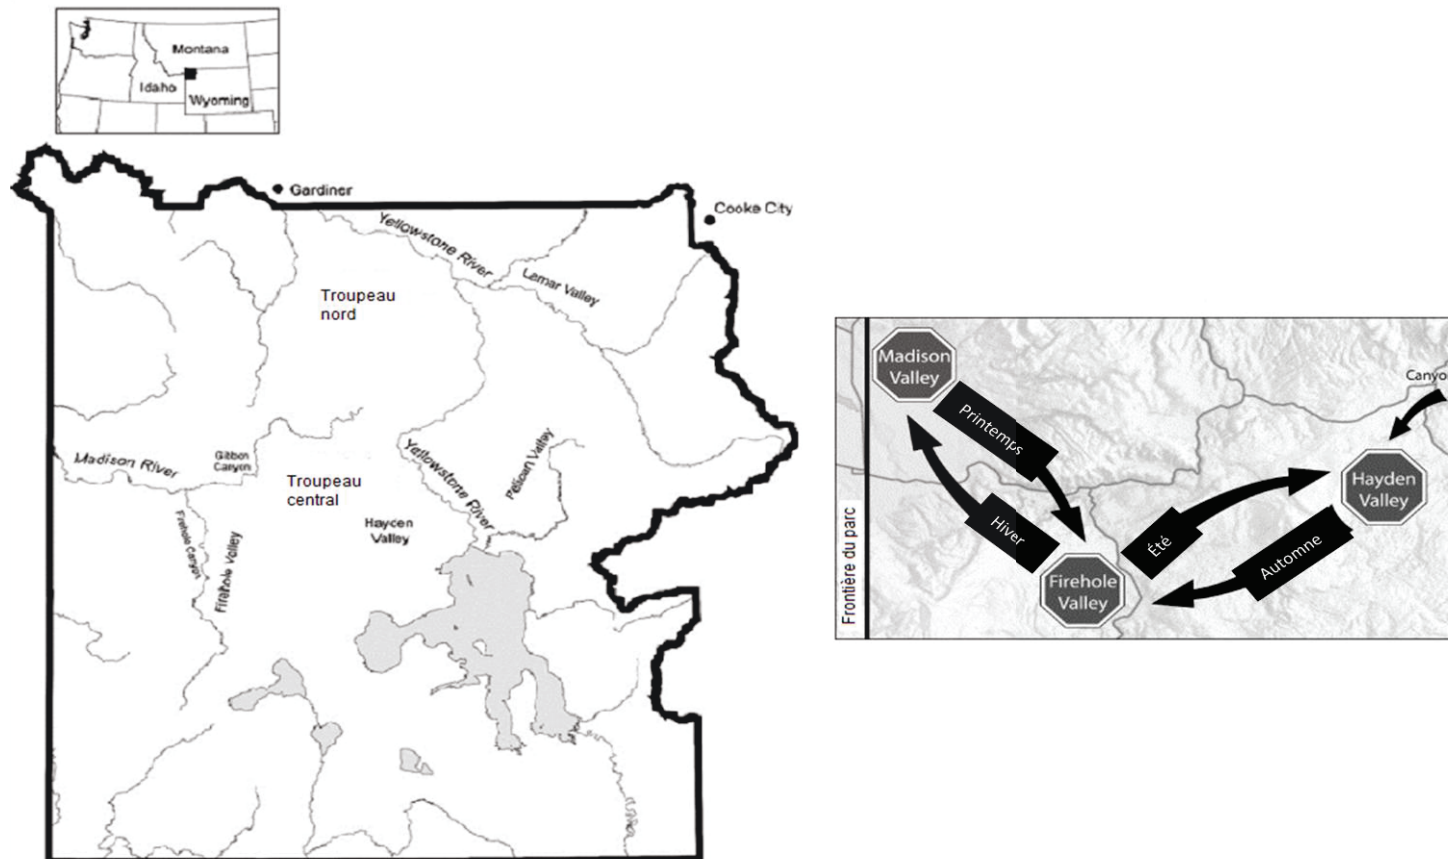 Montana
Idaho
Wyoming
Gardiner
Cooke City
Yellowstone River
Lamar Valley
Troupeau
nord
Madison River
Gibbon
Canyon
Troupeau
central
Yellowstone River
Pelican Valley
Hayden
Valley
Firehole Canyon
Firehole Valley
Madison
Valley
Printemps
Hiver
Été
Automne
Firehole
Valley
Hayden
Valley
Canyo
Frontière du parc